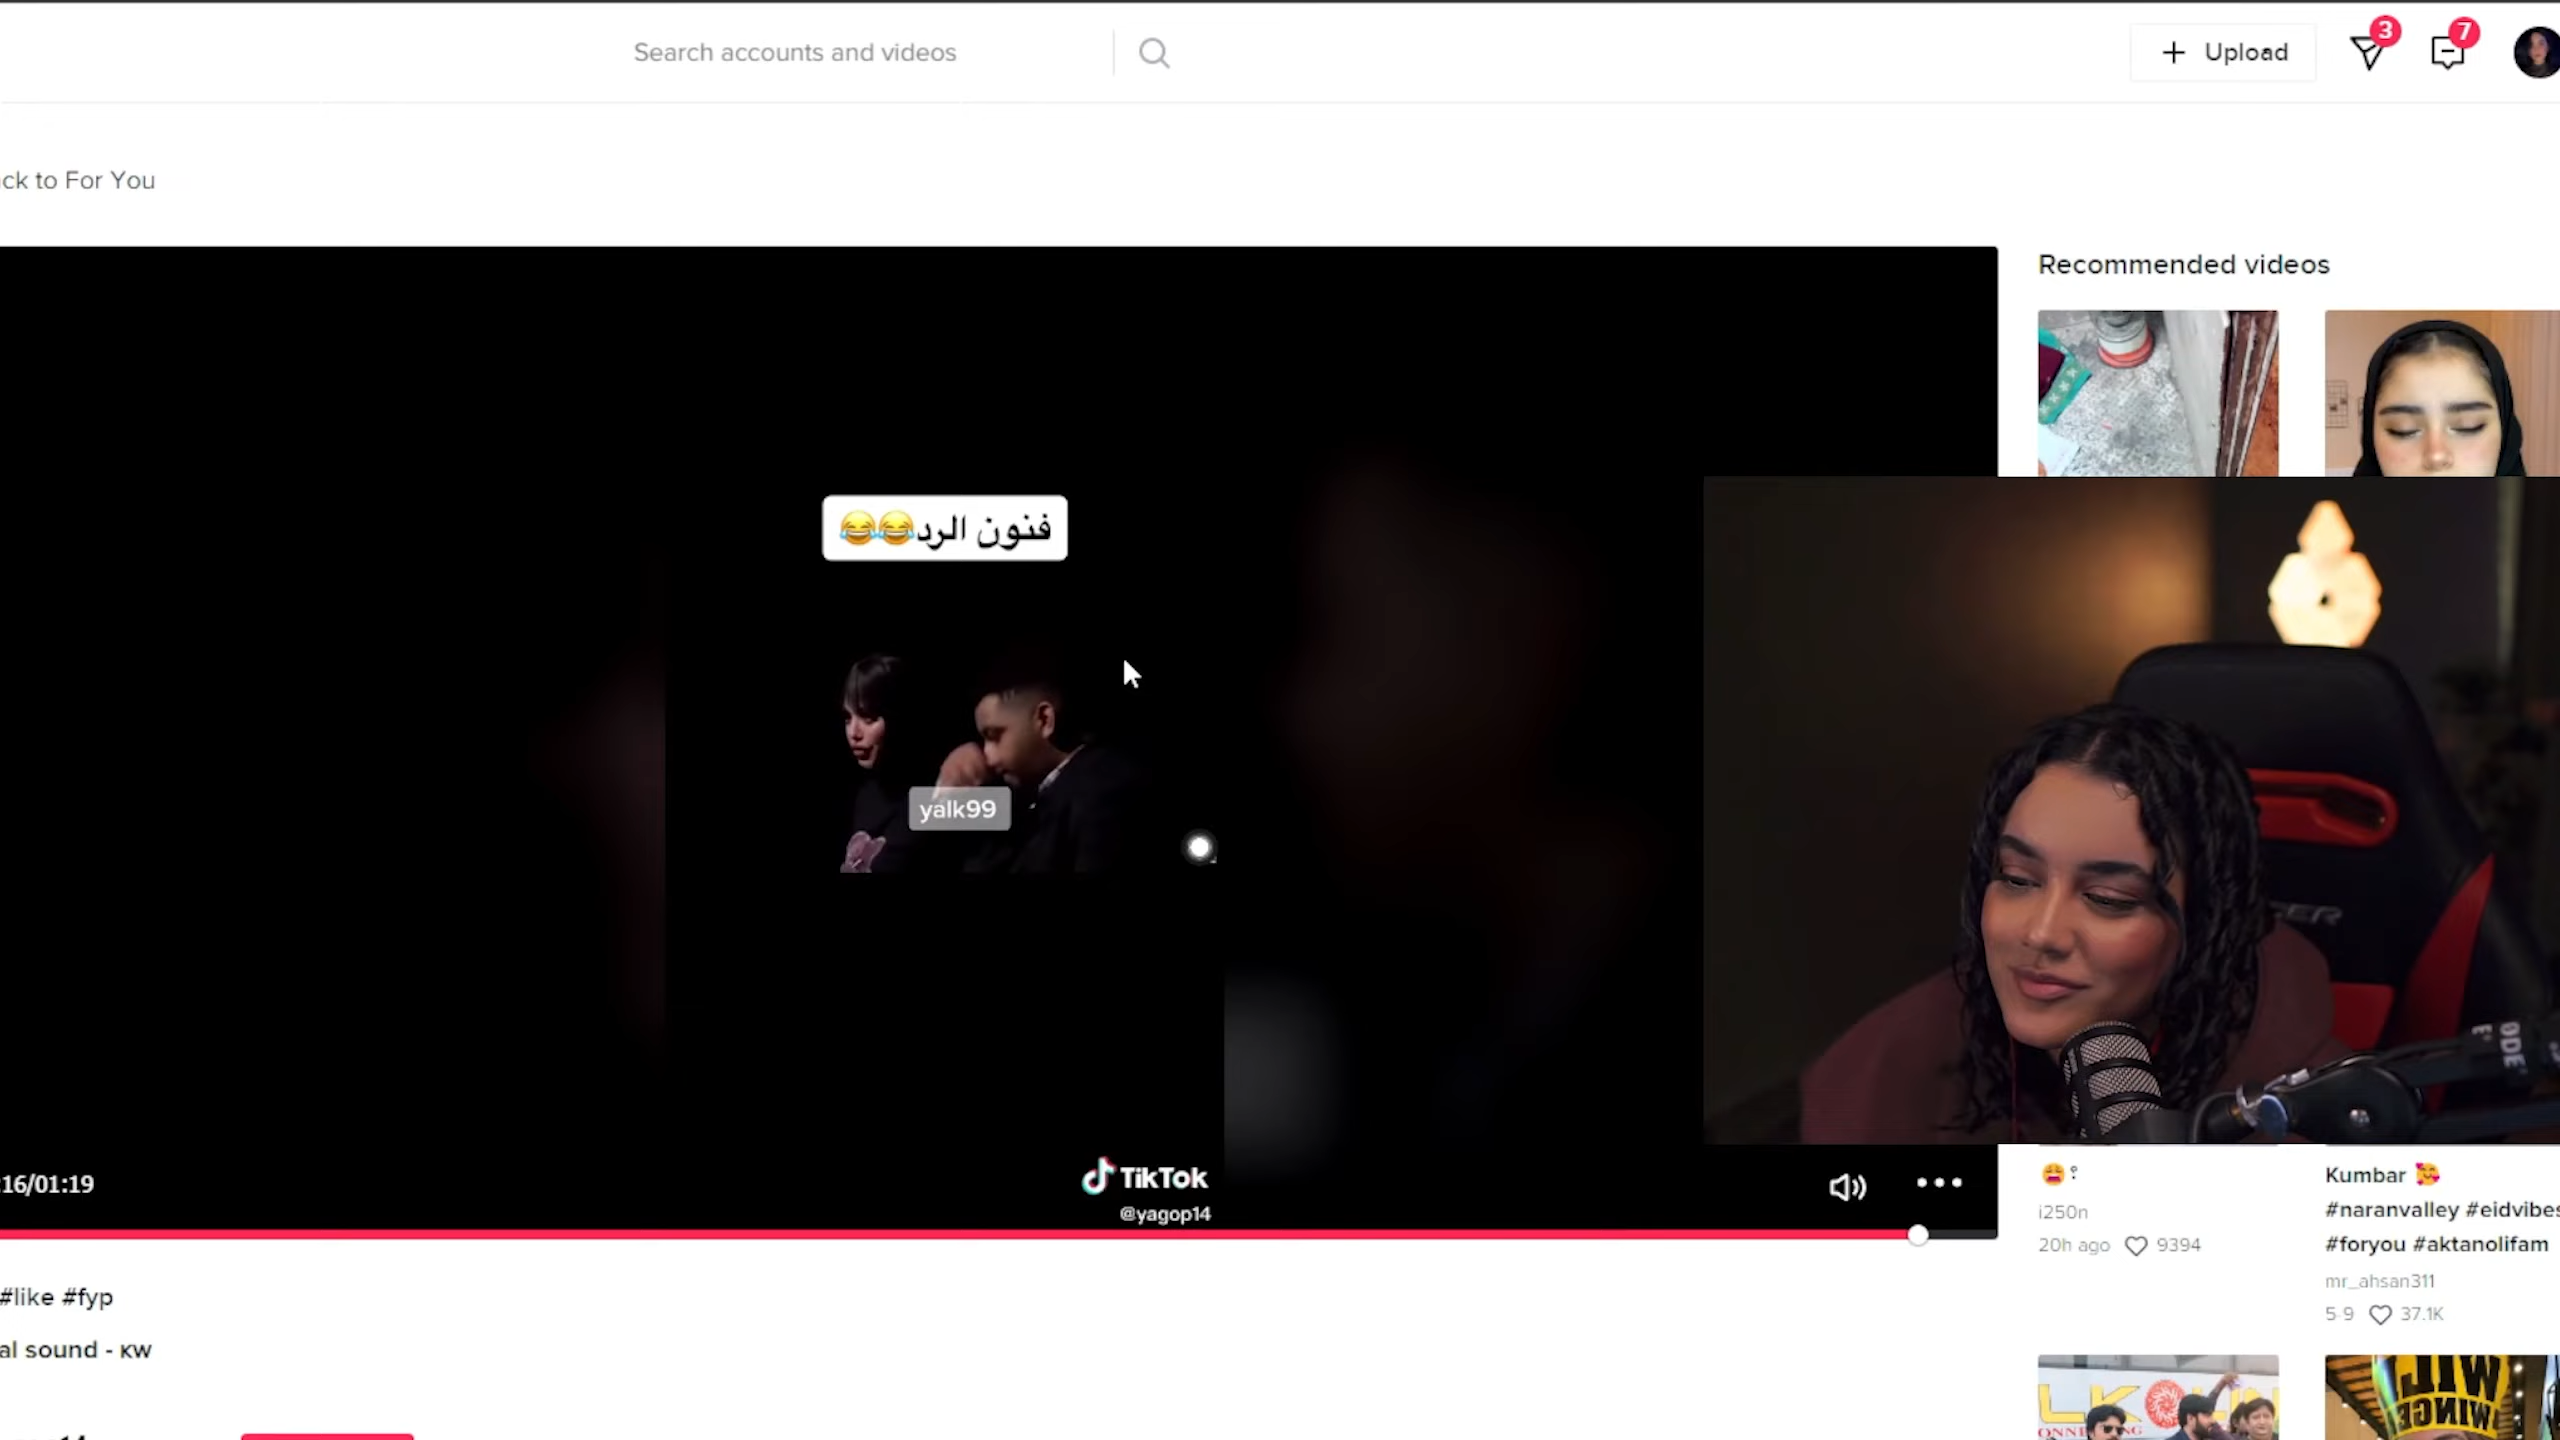 Search accounts and videos
+ Upload
3
7
ck to For You
Recommended videos
فنون الرد😂😂
yalk99
TikTok
@yagop14
16/01:19
#like #fyp
al sound - ĸw
😩؟
i250n
20h ago 9394
Kumbar 🥰
#naranvalley #eidvibes
#foryou #aktanolifam
mr_ahsan311
5-9 37.1K